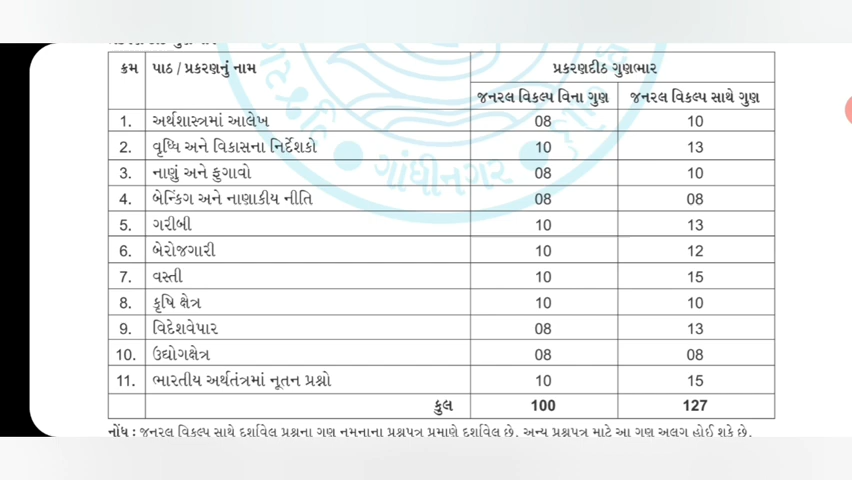 ક્રમ પાઠ / પ્રકરણનું નામ પ્રકરણદીઠ ગુણભાર
જનરલ વિકલ્પ વિના ગુણ જનરલ વિકલ્પ સાથે ગુણ
1. અર્થશાસ્ત્રમાં આલેખ 08 10
2. વૃધ્ધિ અને વિકાસના નિર્દેશકો 10 13
3. નાણું અને ફુગાવો 08 10
4. બેન્કિંગ અને નાણાકીય નીતિ 08 08
5. ગરીબી 10 13
6. બેરોજગારી 10 12
7. વસ્તી 10 15
8. કૃષિ ક્ષેત્ર 10 10
9. વિદેશવેપાર 08 13
10. ઉદ્યોગક્ષેત્ર 08 08
11. ભારતીય અર્થતંત્રમાં નૂતન પ્રશ્નો 10 15
કુલ 100 127
નોંધ : જનરલ વિકલ્પ સાથે દર્શાવેલ પ્રશ્નના ગુણ નમૂનાના પ્રશ્નપત્ર પ્રમાણે દર્શાવેલ છે. અન્ય પ્રશ્નપત્ર માટે આ ગુણ અલગ હોઈ શકે છે.
ગાંધીનગર